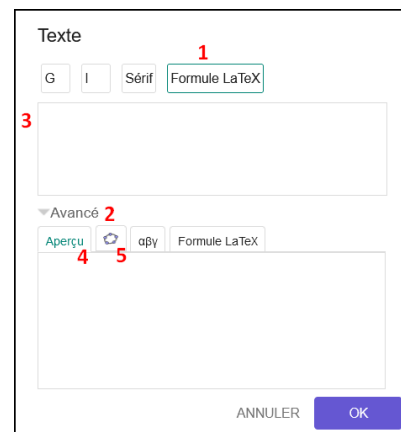 Texte
1
G I Sérif Formule LaTeX
3
Avancé 2
Aperçu αβγ Formule LaTeX
4 5
ANNULER OK